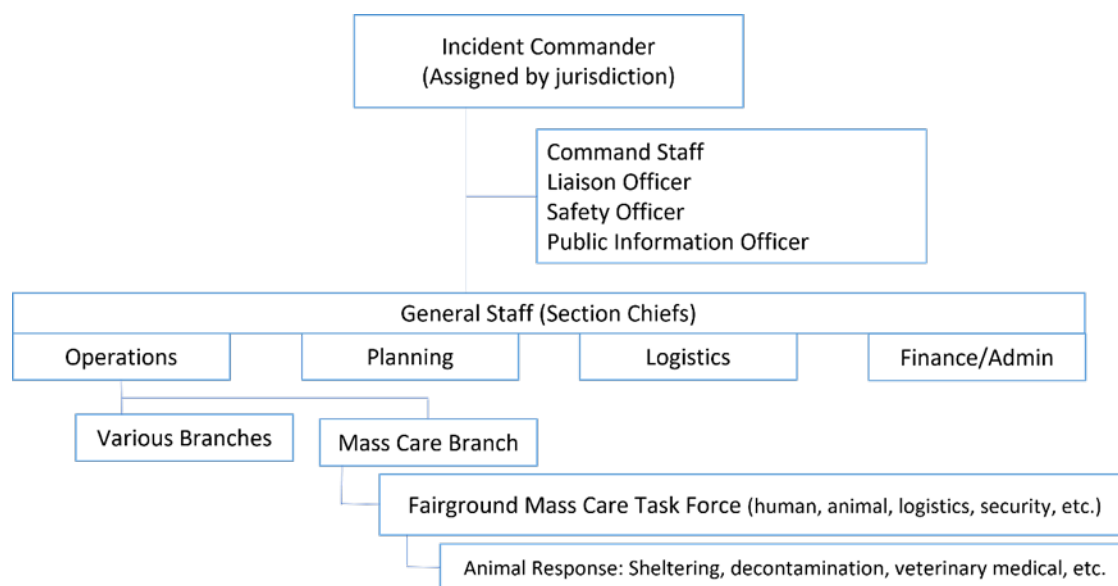 Incident Commander
(Assigned by jurisdiction)
Command Staff
Liaison Officer
Safety Officer
Public Information Officer
General Staff (Section Chiefs)
Operations
Planning
Logistics
Finance/Admin
Various Branches
Mass Care Branch
Fairground Mass Care Task Force (human, animal, logistics, security, etc.)
Animal Response: Sheltering, decontamination, veterinary medical, etc.